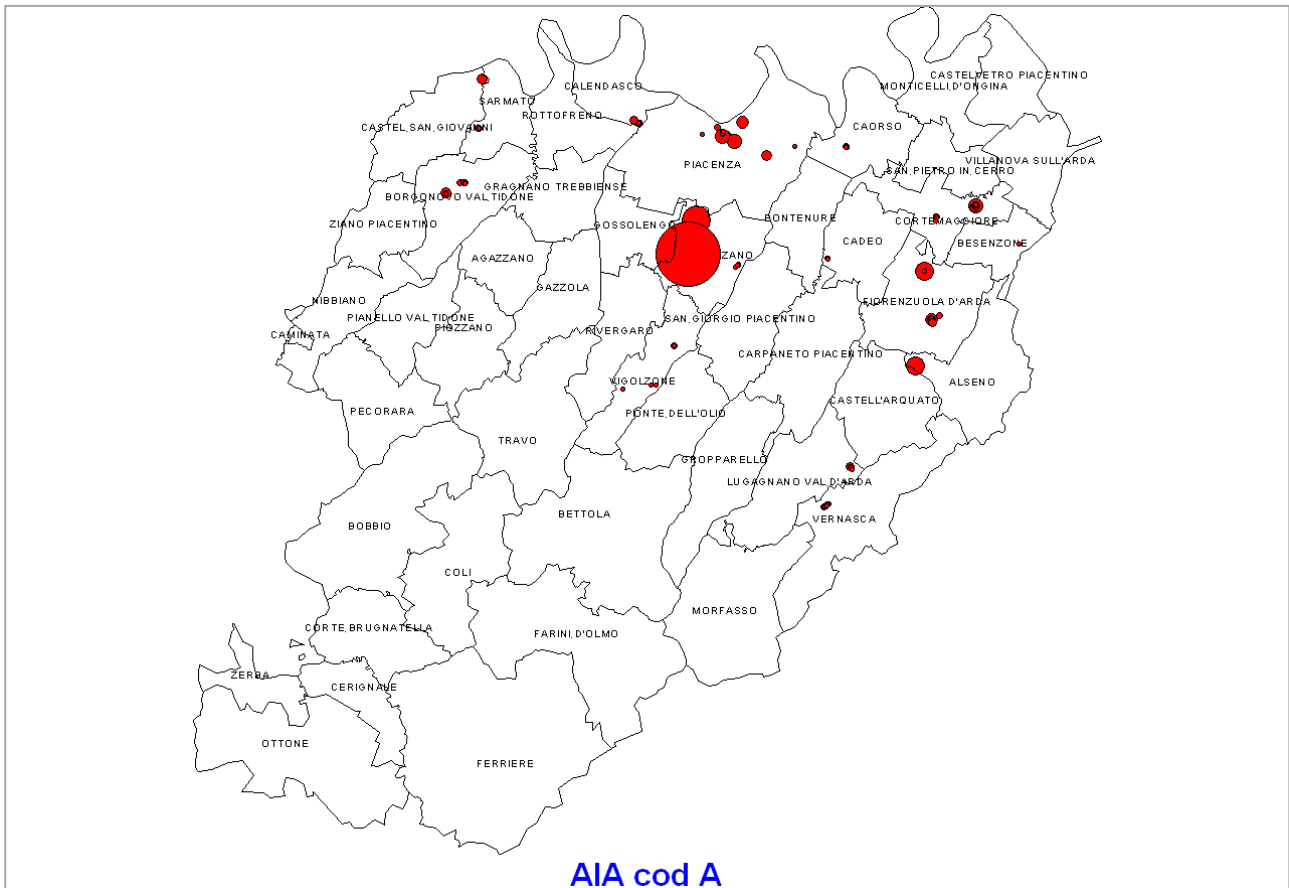 CASTELVETRO PIACENTINO
MONTICELLI D'ONGINA
CALENDASCO
SARMATO
ROTTOFRENO
CASTEL SAN GIOVANNI
CAORSO
VILLANOVA SULL'ARDA
PIACENZA
SAN PIETRO IN CERRO
GRAGNANO TREBBIENSE
BORGONOVO VAL TIDONE
ZIANO PIACENTINO
GOSSOLENGO
PONTENURE
CORTEMAGGIORE
CADEO
BESENZONE
AGAZZANO
ZANO
GAZZOLA
NIBBIANO
FIORENZUOLA D'ARDA
PIANELLO VAL TIDONE
SAN GIORGIO PIACENTINO
PIOZZANO
RIVERGARO
CAMINATA
CARPANETO PIACENTINO
VIGOLZONE
ALSENO
CASTELL'ARQUATO
PECORARA
PONTE DELL'OLIO
TRAVO
GROPPARELLO
LUGAGNANO VAL D'ARDA
BETTOLA
VERNASCA
BOBBIO
COLI
MORFASSO
CORTE BRUGNATELLA
FARINI D'OLMO
ZERBA
CERIGNALE
OTTONE
FERRIERE
AIA cod A